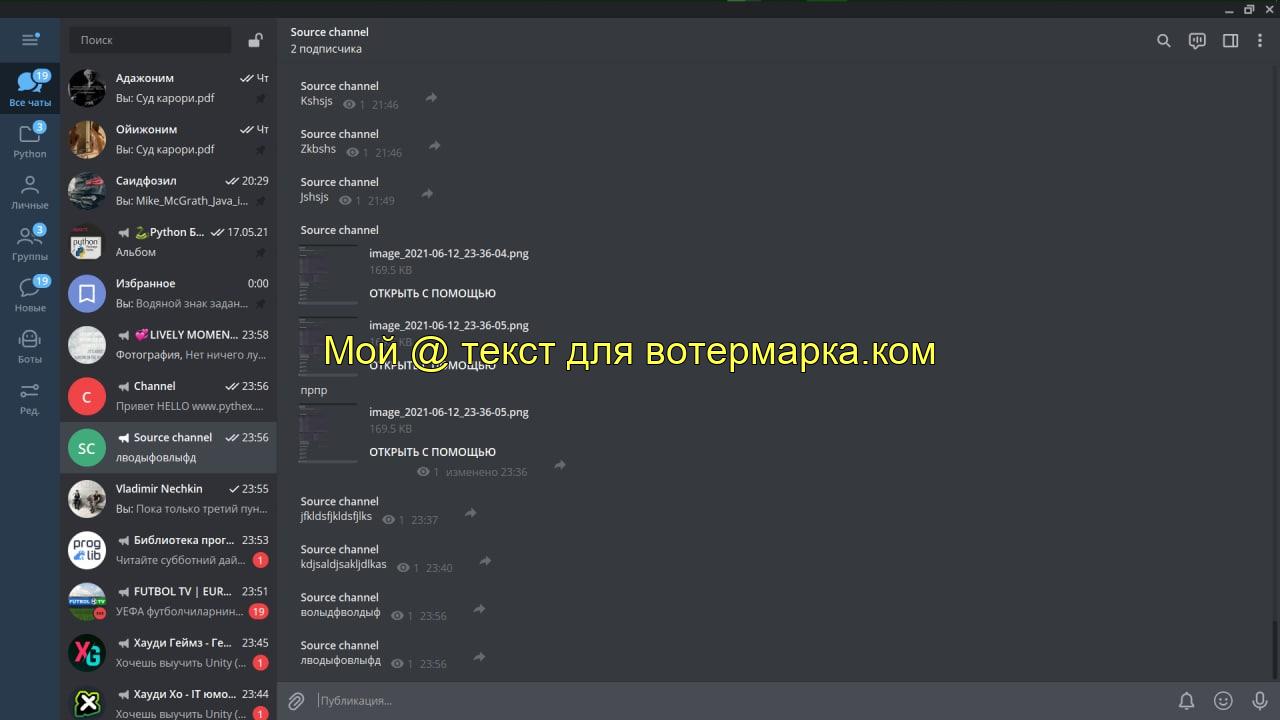 Поиск
Все чаты
19
Python
3
Личные
Группы
3
Новые
19
Боты
Ред.
Адажоним Чт
Вы: Суд карори.pdf
Ойижоним Чт
Вы: Суд карори.pdf
Саидфозил 20:29
Вы: Mike_McGrath_Java_i...
Python Б... 17.05.21
Альбом
Избранное 0:00
Вы: Водяной знак задан...
LIVELY MOMEN... 23:58
Фотография, Нет ничего лу...
C
Channel 23:56
Привет HELLO www.pythex....
SC
Source channel 23:56
лводыфовлыфд
Vladimir Nechkin 23:55
Вы: Пока только третий пун...
prog lib
Библиотека прог... 23:53
Читайте субботний дай... 1
FUTBOL TV
FUTBOL TV | EUR... 23:51
УЕФА футболчиларнин... 19
XG
Хауди Геймз - Ге... 23:45
Хочешь выучить Unity (... 1
Хауди Хо - IT юмо... 23:44
Хочешь выучить Unity (... 1
Source channel
2 подписчика
Source channel
Kshsjs 1 21:46
Source channel
Zkbshs 1 21:46
Source channel
Jshsjs 1 21:49
Source channel
image_2021-06-12_23-36-04.png
169.5 KB
ОТКРЫТЬ С ПОМОЩЬЮ
image_2021-06-12_23-36-05.png
Мой @ текст для вотермарка.ком
ОТКРЫТЬ С ПОМОЩЬЮ
прпр
image_2021-06-12_23-36-05.png
169.5 KB
ОТКРЫТЬ С ПОМОЩЬЮ
1 изменено 23:36
Source channel
jfkldsfjkldsfjlks 1 23:37
Source channel
kdjsaldjsakljdlkas 1 23:40
Source channel
волыдфволдыф 1 23:56
Source channel
лводыфовлыфд 1 23:56
Публикация...